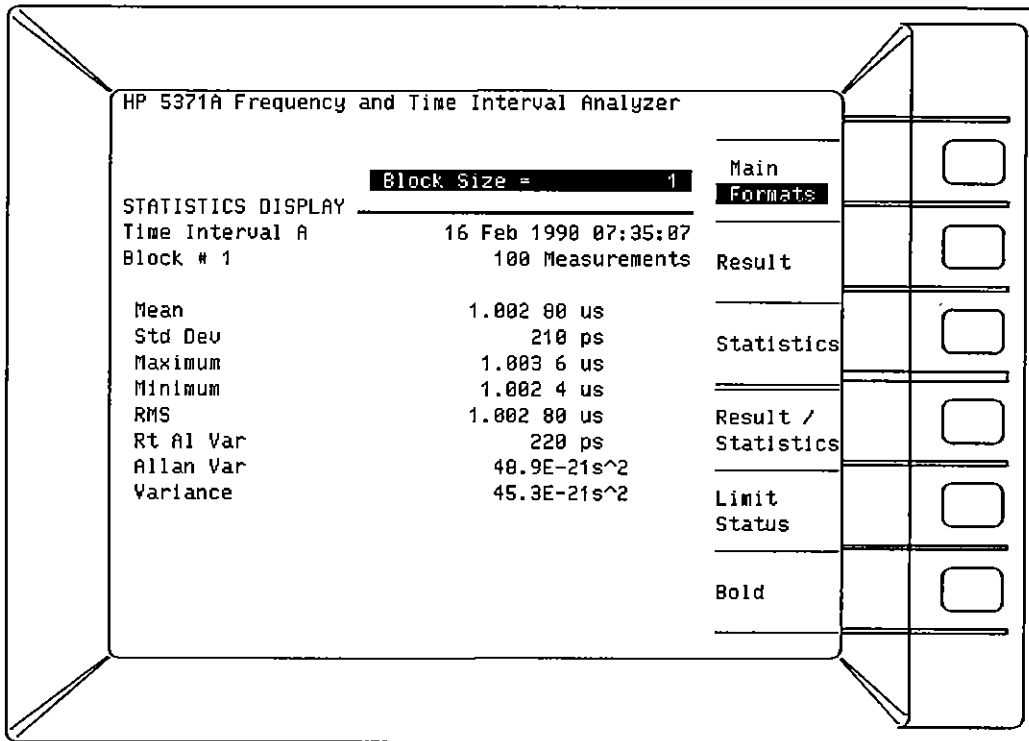 HP 5371A Frequency and Time Interval Analyzer
Block Size = 1
STATISTICS DISPLAY
Time Interval A 16 Feb 1990 07:35:07
Block # 1 100 Measurements
Mean 1.002 80 us
Std Dev 210 ps
Maximum 1.003 6 us
Minimum 1.002 4 us
RMS 1.002 80 us
Rt Al Var 220 ps
Allan Var 48.9E-21s^2
Variance 45.3E-21s^2
Main
Formats
Result
Statistics
Result /
Statistics
Limit
Status
Bold